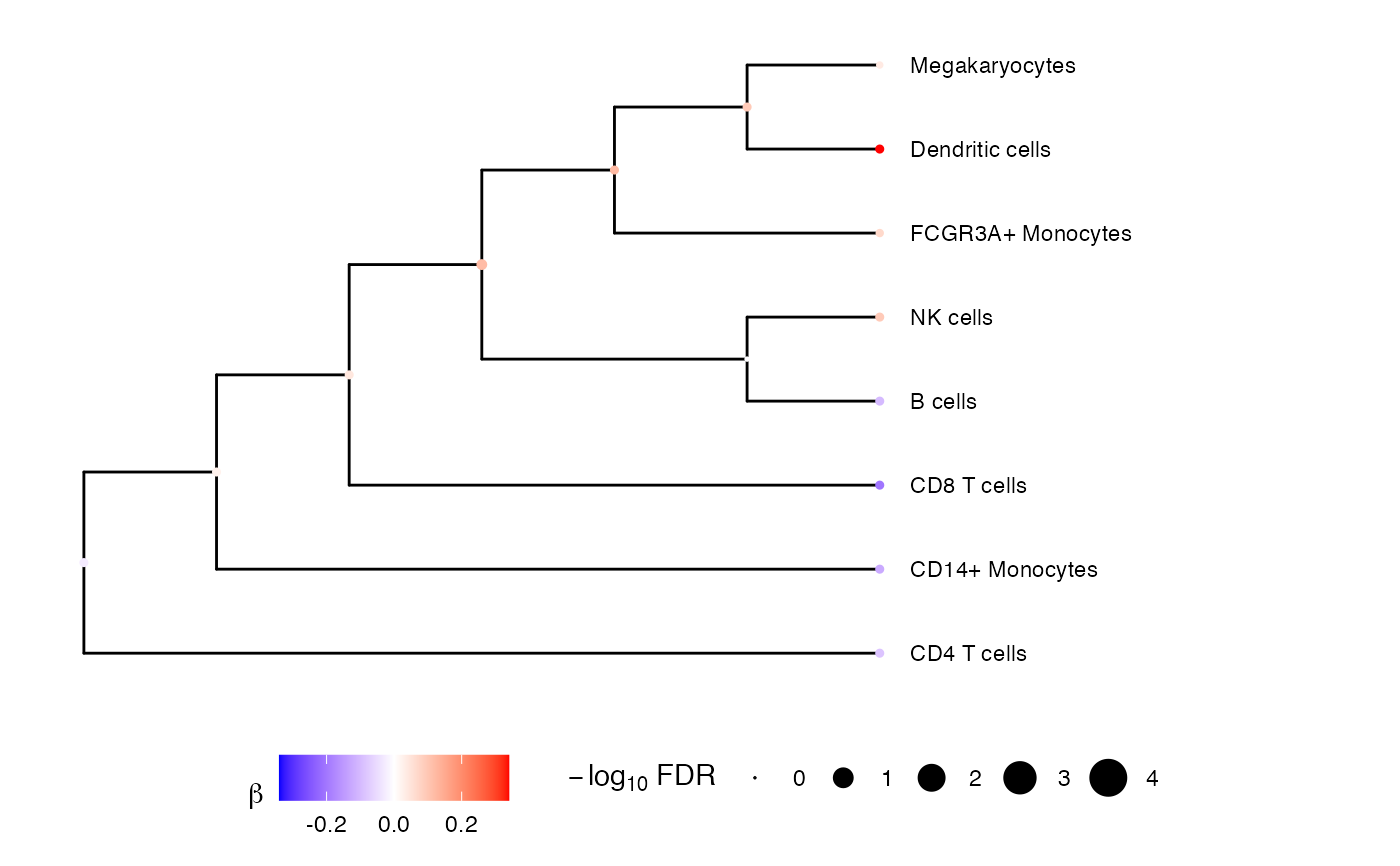 Megakaryocytes
Dendritic cells
FCGR3A+ Monocytes
NK cells
B cells
CD8 T cells
CD14+ Monocytes
CD4 T cells
β -0.2 0.0 0.2
−log₁₀ FDR 0 1 2 3 4